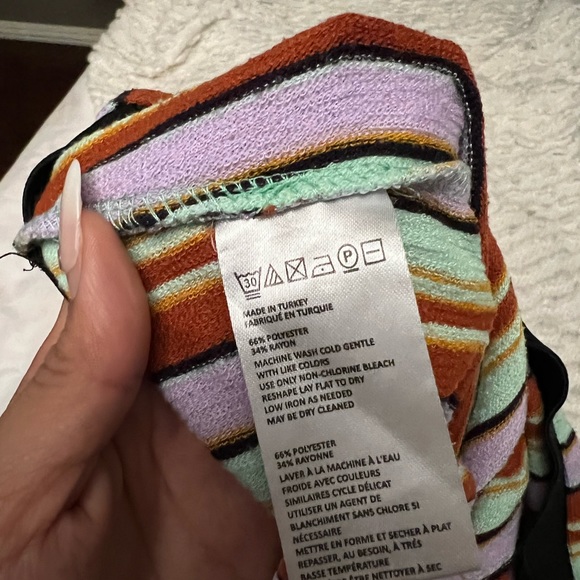 30
P
MADE IN TURKEY
FABRIQUÉ EN TURQUIE
66% POLYESTER
34% RAYON
MACHINE WASH COLD GENTLE
WITH LIKE COLORS
USE ONLY NON-CHLORINE BLEACH
RESHAPE LAY FLAT TO DRY
LOW IRON AS NEEDED
MAY BE DRY CLEANED
66% POLYESTER
34% RAYONNE
LAVER À LA MACHINE À L'EAU
FROIDE AVEC COULEURS
SIMILAIRES CYCLE DÉLICAT
UTILISER UN AGENT DE
BLANCHIMENT SANS CHLORE SI
NÉCESSAIRE
METTRE EN FORME ET SÉCHER À PLAT
REPASSER, AU BESOIN, À TRÈS
BASSE TEMPÉRATURE
NETTOYAGE À SEC